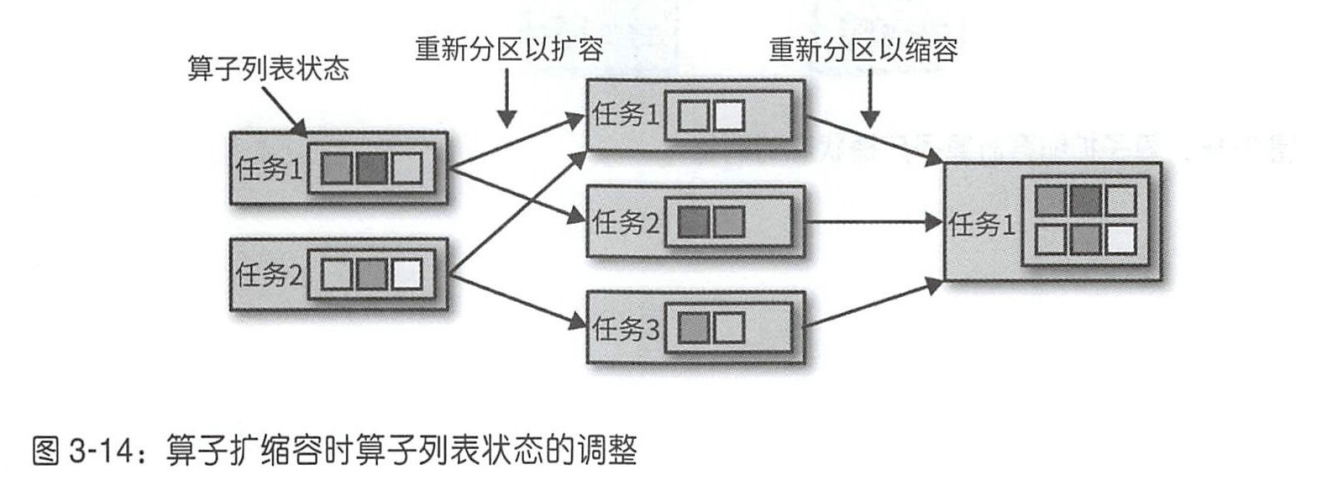 算子列表状态
重新分区以扩容
重新分区以缩容
任务1
任务2
任务1
任务2
任务3
任务1
图 3-14：算子扩缩容时算子列表状态的调整